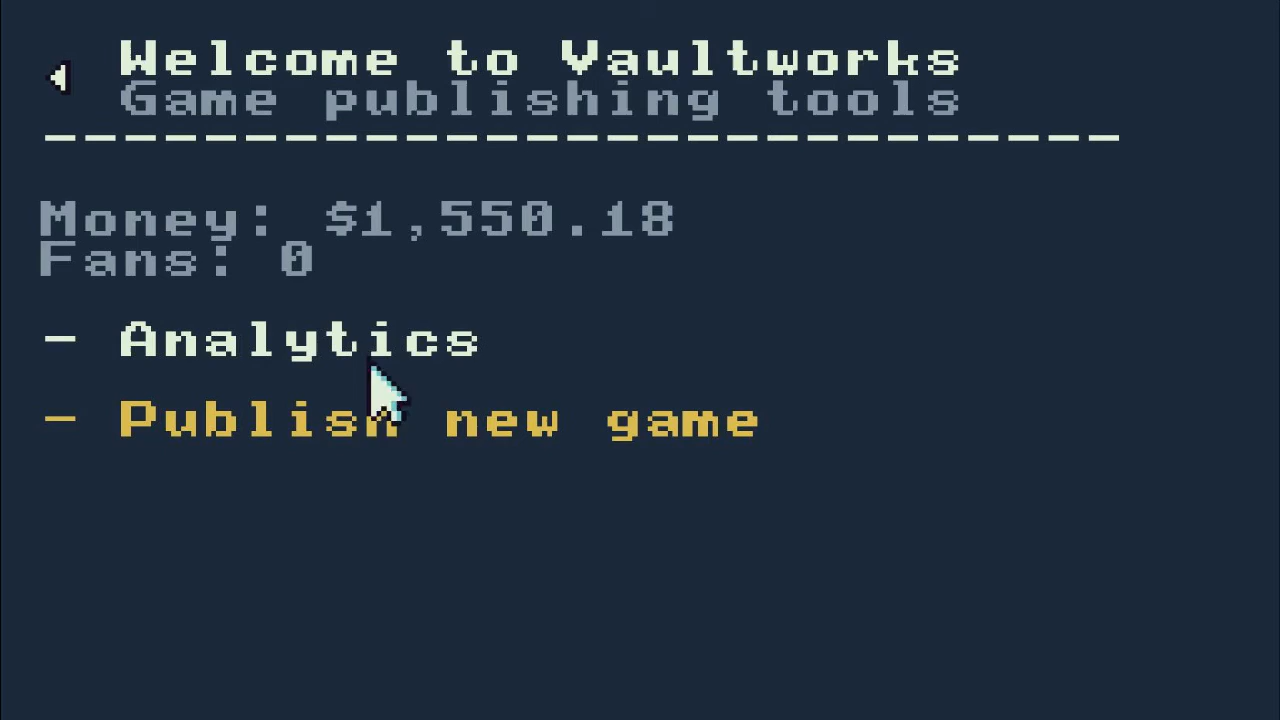 Welcome to Vaultworks
Game publishing tools
---------------------------
Money: $1,550.18
Fans: 0
- Analytics
- Publish new game